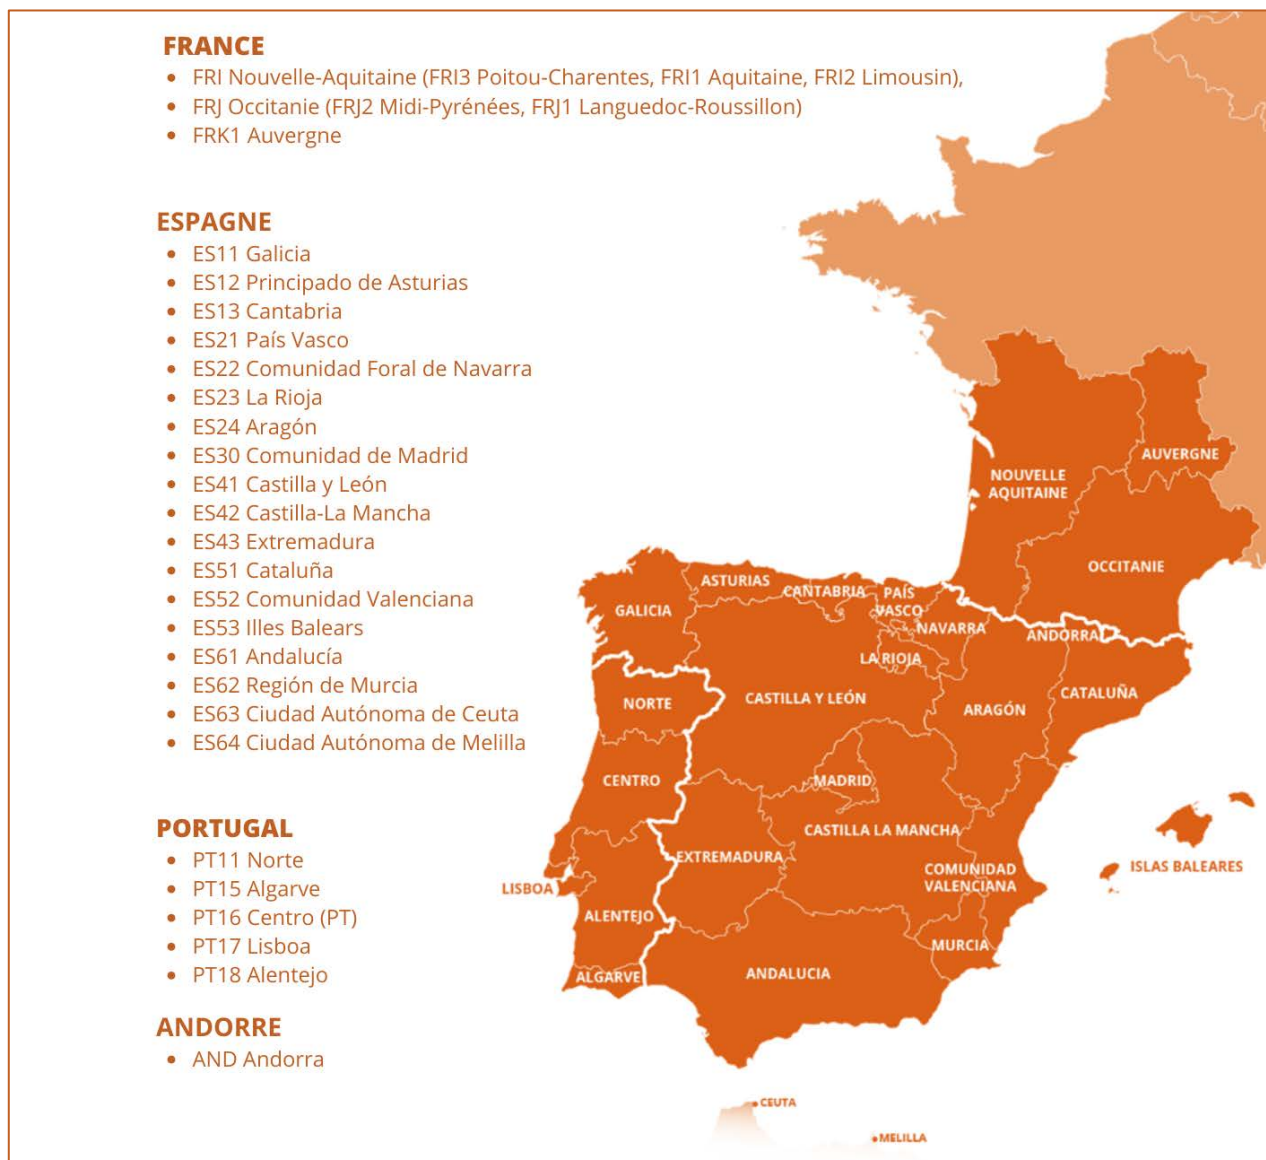 FRANCE
• FRI Nouvelle-Aquitaine (FRI3 Poitou-Charentes, FRI1 Aquitaine, FRI2 Limousin),
• FRJ Occitanie (FRJ2 Midi-Pyrénées, FRJ1 Languedoc-Roussillon)
• FRK1 Auvergne
ESPAGNE
• ES11 Galicia
• ES12 Principado de Asturias
• ES13 Cantabria
• ES21 País Vasco
• ES22 Comunidad Foral de Navarra
• ES23 La Rioja
• ES24 Aragón
• ES30 Comunidad de Madrid
• ES41 Castilla y León
• ES42 Castilla-La Mancha
• ES43 Extremadura
• ES51 Cataluña
• ES52 Comunidad Valenciana
• ES53 Illes Balears
• ES61 Andalucía
• ES62 Región de Murcia
• ES63 Ciudad Autónoma de Ceuta
• ES64 Ciudad Autónoma de Melilla
PORTUGAL
• PT11 Norte
• PT15 Algarve
• PT16 Centro (PT)
• PT17 Lisboa
• PT18 Alentejo
ANDORRE
• AND Andorra
AUVERGNE
NOUVELLE
AQUITAINE
OCCITANIE
ASTURIAS
CANTABRIA
PAÍS
VASCO
GALICIA
NAVARRA
ANDORRA
LA RIOJA
CATALUÑA
NORTE
CASTILLA Y LEÓN
ARAGÓN
CENTRO
MADRID
CASTILLA LA MANCHA
EXTREMADURA
COMUNIDAD
VALENCIANA
ISLAS BALEARES
LISBOA
ALENTEJO
MURCIA
ALGARVE
ANDALUCIA
CEUTA
MELILLA